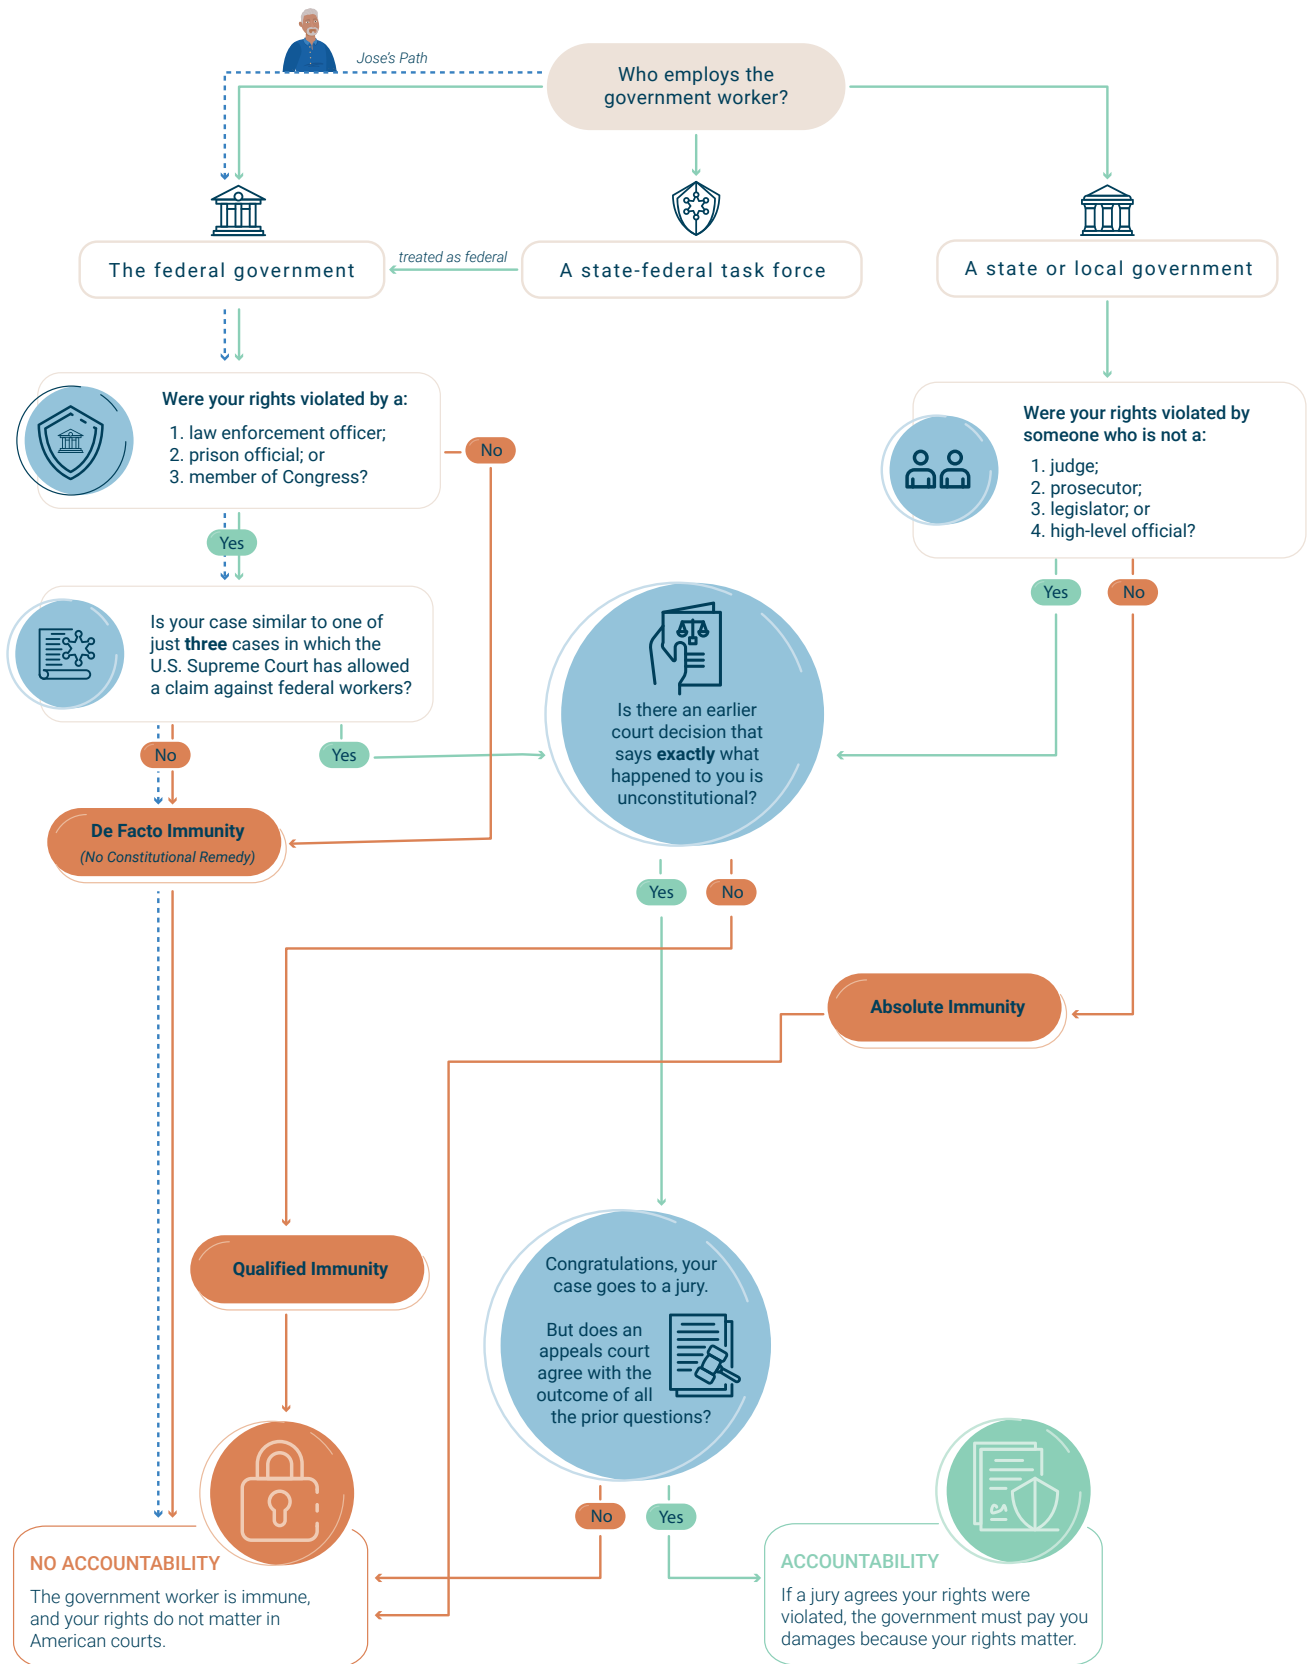 Jose's Path
Who employs the
government worker?
The federal government
treated as federal
A state-federal task force
A state or local government
Were your rights violated by a:
1. law enforcement officer;
2. prison official; or
3. member of Congress?
No
Yes
Were your rights violated by
someone who is not a:
1. judge;
2. prosecutor;
3. legislator; or
4. high-level official?
Yes
No
Is your case similar to one of
just three cases in which the
U.S. Supreme Court has allowed
a claim against federal workers?
No
Yes
Is there an earlier
court decision that
says exactly what
happened to you is
unconstitutional?
Yes
No
De Facto Immunity
(No Constitutional Remedy)
Absolute Immunity
Qualified Immunity
Congratulations, your
case goes to a jury.
But does an
appeals court
agree with the
outcome of all
the prior questions?
No
Yes
NO ACCOUNTABILITY
The government worker is immune,
and your rights do not matter in
American courts.
ACCOUNTABILITY
If a jury agrees your rights were
violated, the government must pay you
damages because your rights matter.